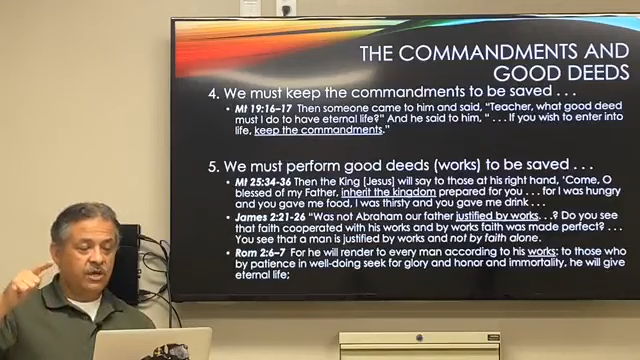 THE COMMANDMENTS AND
GOOD DEEDS
4. We must keep the commandments to be saved . . .
• Mt 19:16–17 Then someone came to him and said, "Teacher, what good deed
must I do to have eternal life?" And he said to him, " . . . If you wish to enter into
life, keep the commandments."
5. We must perform good deeds (works) to be saved . . .
• Mt 25:34-36 Then the King [Jesus] will say to those at his right hand, 'Come, O
blessed of my Father, inherit the kingdom prepared for you . . . for I was hungry
and you gave me food, I was thirsty and you gave me drink . . .
• James 2:21-26 "Was not Abraham our father justified by works. . .? Do you see
that faith cooperated with his works and by works faith was made perfect? . . .
You see that a man is justified by works and not by faith alone.
• Rom 2:6–7 For he will render to every man according to his works: to those who
by patience in well-doing seek for glory and honor and immortality, he will give
eternal life;